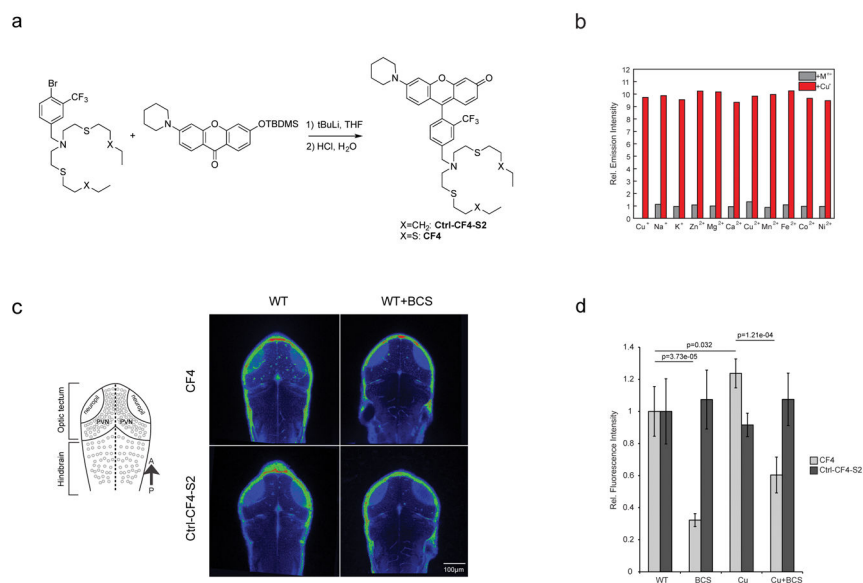 a
Br
CF₃
N
S
X
S
X
+
N
O
O
OTBDMS
1) tBuLi, THF
2) HCl, H₂O
N
O
O
CF₃
N
S
X
S
X
X=CH₂: Ctrl-CF4-S2
X=S: CF4
b
+Mⁿ⁺
+Cu⁺
Rel. Emission Intensity
12
11
10
9
8
7
6
5
4
3
2
1
0
Cu⁺ Na⁺ K⁺ Zn²⁺ Mg²⁺ Ca²⁺ Cu²⁺ Mn²⁺ Fe²⁺ Co²⁺ Ni²⁺
c
WT WT+BCS
CF4
Ctrl-CF4-S2
100µm
Optic tectum
Hindbrain
neuropil neuropil
PVN PVN
A
P
d
Rel. Fluorescence Intensity
1.4
1.2
1
0.8
0.6
0.4
0.2
0
p=1.21e-04
p=0.032
p=3.73e-05
CF4
Ctrl-CF4-S2
WT BCS Cu Cu+BCS